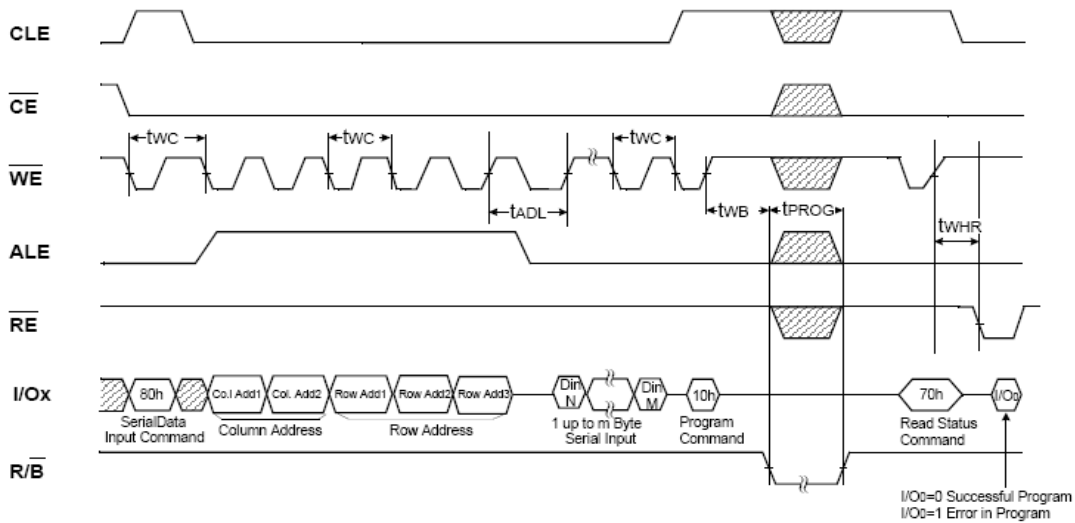 CLE
CE
tWC tWC tWC
WE
tADL tWB tPROG
tWHR
ALE
RE
I/Ox 80h Co.l Add1 Col. Add2 Row Add1 Row Add2 Row Add3 Din N Din M 10h 70h I/O0
SerialData Input Command
Column Address
Row Address
1 up to m Byte Serial Input
Program Command
Read Status Command
R/B
I/O0=0 Successful Program
I/O0=1 Error in Program